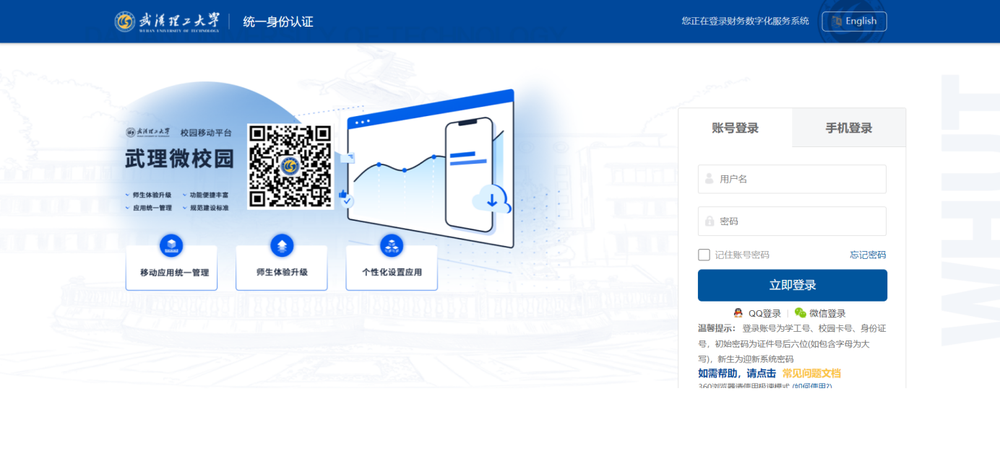 武汉理工大学
WUHAN UNIVERSITY OF TECHNOLOGY
统一身份认证
您正在登录财务数字化服务系统
English
武汉理工大学
校园移动平台
武理微校园
师生体验升级
功能便捷丰富
应用统一管理
规范建设标准
移动应用统一管理
师生体验升级
个性化设置应用
账号登录
手机登录
用户名
密码
记住账号密码
忘记密码
立即登录
QQ登录
微信登录
温馨提示： 登录账号为学工号、校园卡号、身份证
号，初始密码为证件号后六位(如包含字母为大
写)，新生为迎新系统密码
如需帮助，请点击 常见问题文档
360浏览器请使用极速模式 (如何使用?)
WHUT